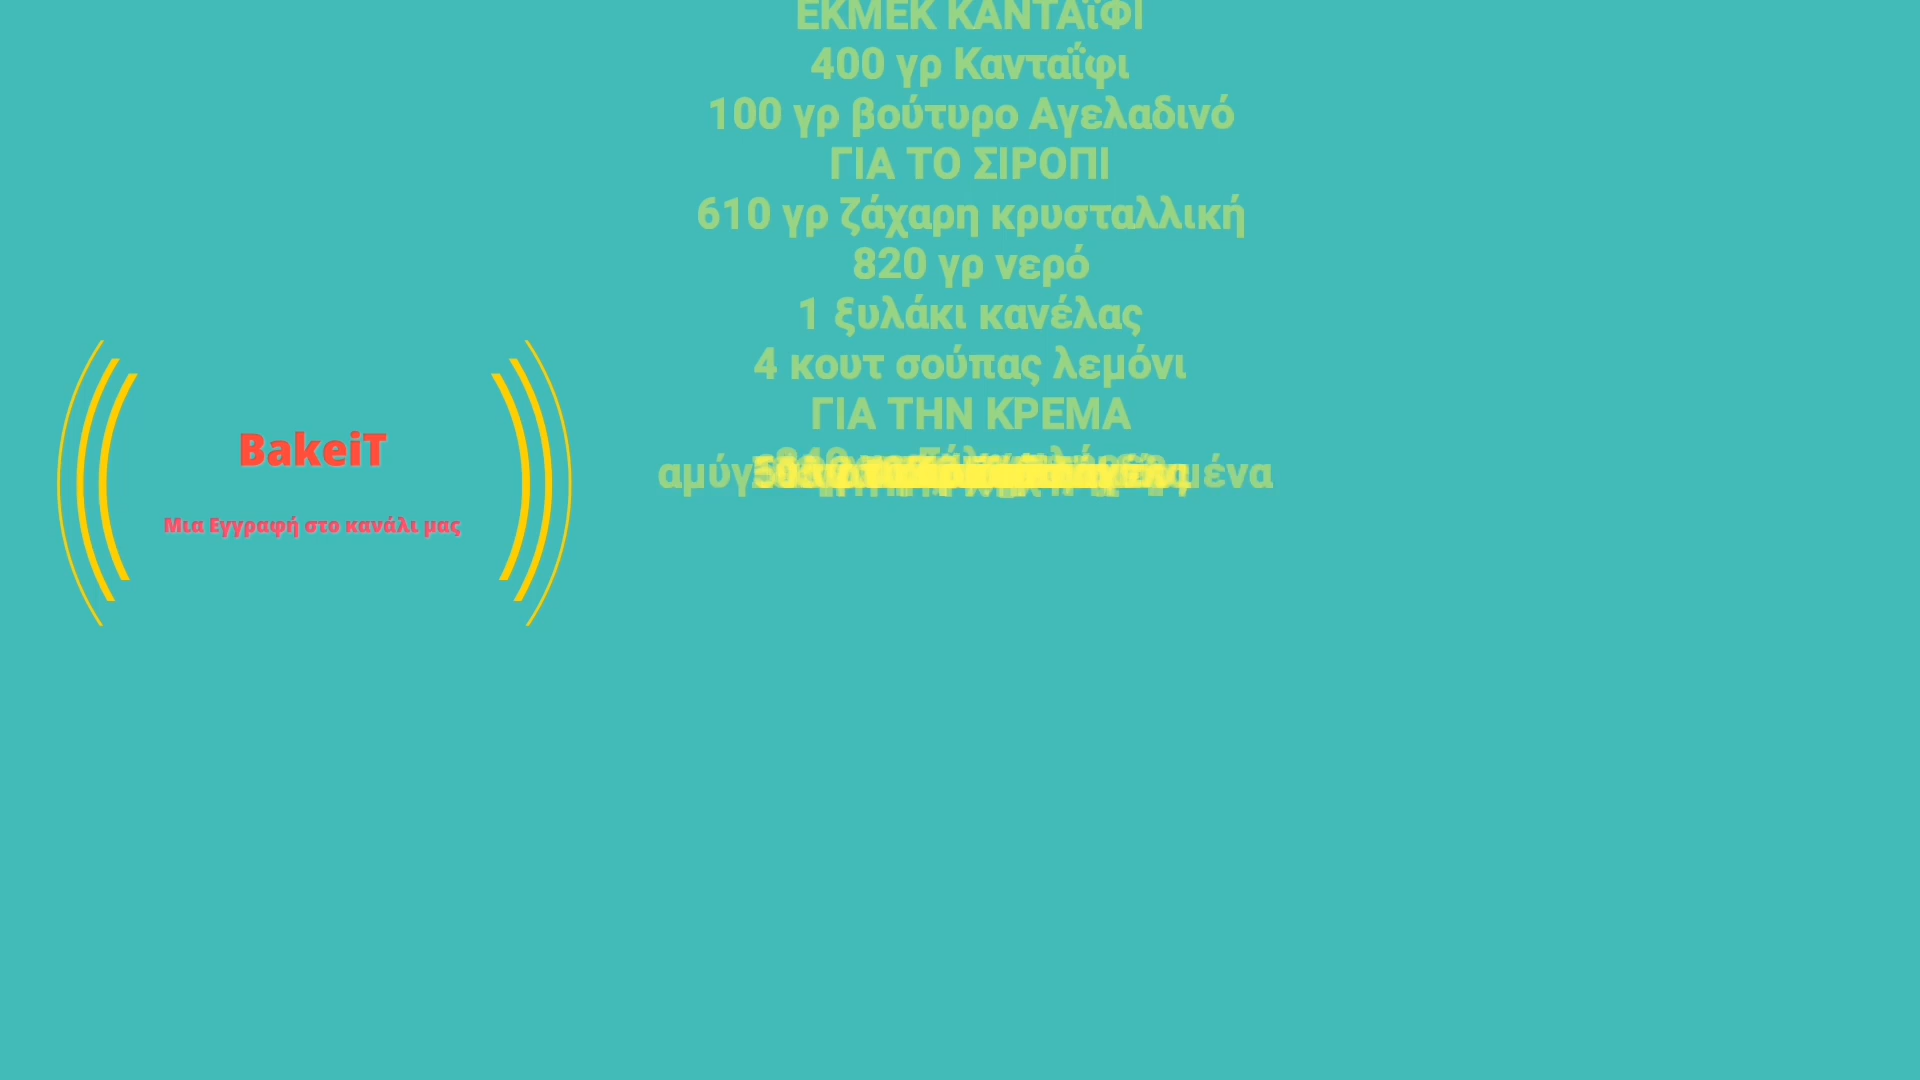 ΕΚΜΕΚ ΚΑΝΤΑϊΦΙ
400 γρ Κανταΐφι
100 γρ βούτυρο Αγελαδινό
ΓΙΑ ΤΟ ΣΙΡΟΠΙ
610 γρ ζάχαρη κρυσταλλική
820 γρ νερό
1 ξυλάκι κανέλας
4 κουτ σούπας λεμόνι
ΓΙΑ ΤΗΝ ΚΡΕΜΑ
BakeiT
Μια Εγγραφή στο κανάλι μας